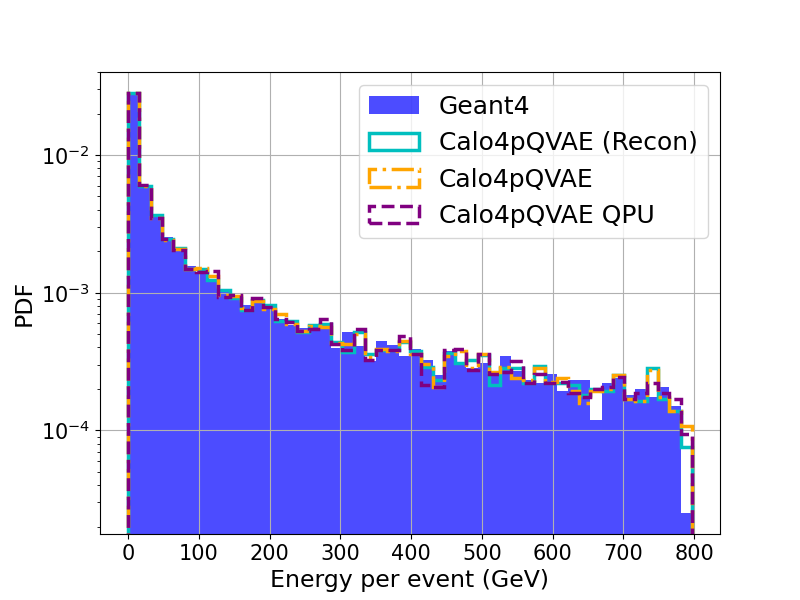 Geant4
Calo4pQVAE (Recon)
Calo4pQVAE
Calo4pQVAE QPU
PDF
10⁻²
10⁻³
10⁻⁴
0 100 200 300 400 500 600 700 800
Energy per event (GeV)